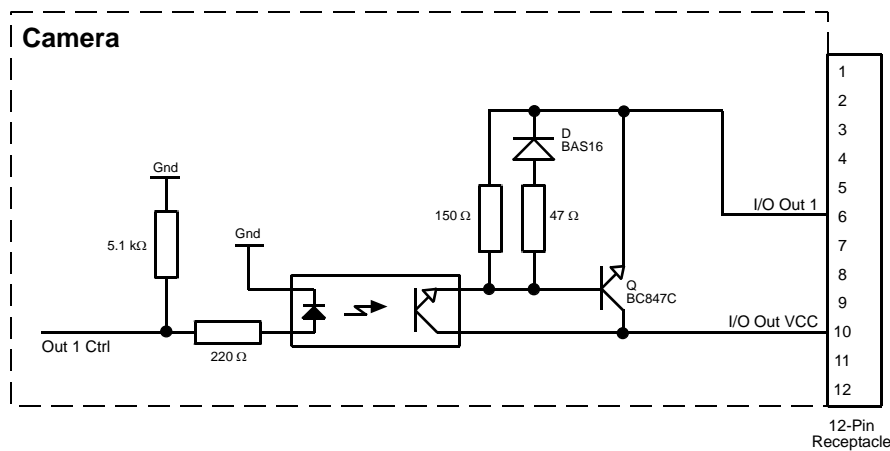 Camera
1
2
3
4
5
6
7
8
9
10
11
12
D
BAS16
Gnd
I/O Out 1
150 Ω
47 Ω
5.1 kΩ
Gnd
Q
BC847C
I/O Out VCC
Out 1 Ctrl
220 Ω
12-Pin
Receptacle